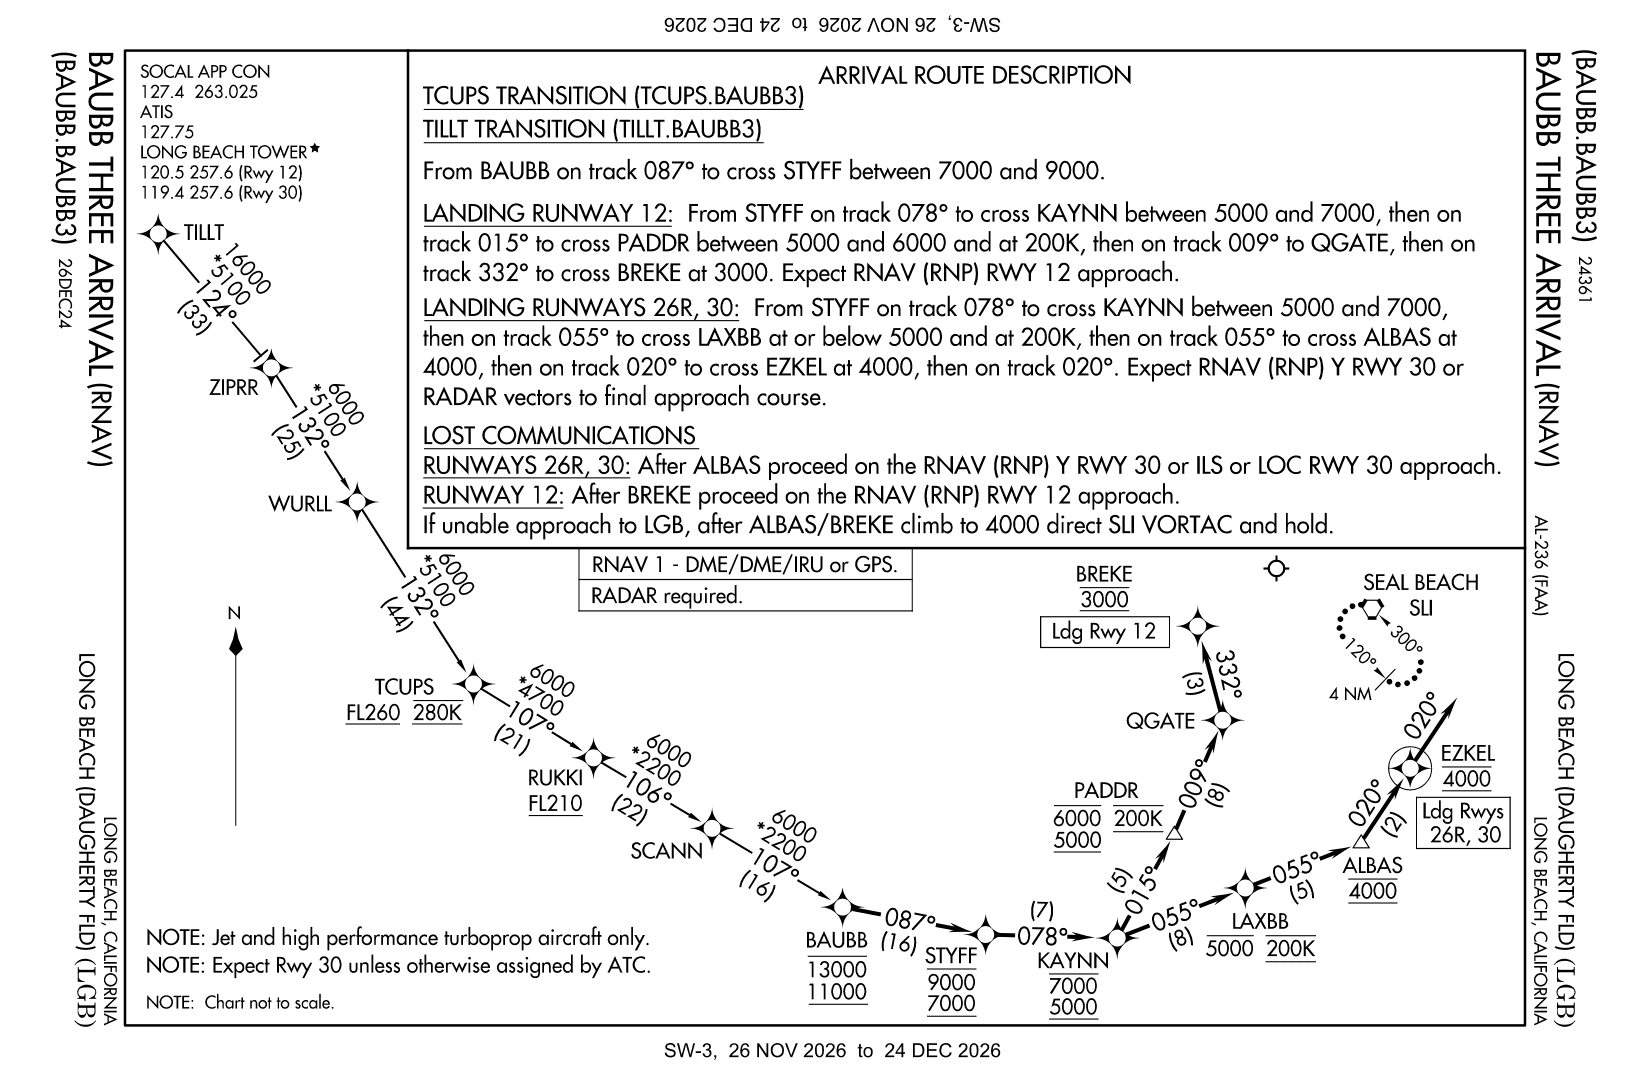 SW-3, 26 NOV 2026 to 24 DEC 2026
(BAUBB.BAUBB3) 26DEC24
BAUBB THREE ARRIVAL (RNAV)
LONG BEACH (DAUGHERTY FLD) (LGB)
LONG BEACH, CALIFORNIA
SOCAL APP CON
127.4 263.025
ATIS
127.75
LONG BEACH TOWER★
120.5 257.6 (Rwy 12)
119.4 257.6 (Rwy 30)
ARRIVAL ROUTE DESCRIPTION
TCUPS TRANSITION (TCUPS.BAUBB3)
TILLT TRANSITION (TILLT.BAUBB3)
From BAUBB on track 087° to cross STYFF between 7000 and 9000.
LANDING RUNWAY 12: From STYFF on track 078° to cross KAYNN between 5000 and 7000, then on
track 015° to cross PADDR between 5000 and 6000 and at 200K, then on track 009° to QGATE, then on
track 332° to cross BREKE at 3000. Expect RNAV (RNP) RWY 12 approach.
LANDING RUNWAYS 26R, 30: From STYFF on track 078° to cross KAYNN between 5000 and 7000,
then on track 055° to cross LAXBB at or below 5000 and at 200K, then on track 055° to cross ALBAS at
4000, then on track 020° to cross EZKEL at 4000, then on track 020°. Expect RNAV (RNP) Y RWY 30 or
RADAR vectors to final approach course.
LOST COMMUNICATIONS
RUNWAYS 26R, 30: After ALBAS proceed on the RNAV (RNP) Y RWY 30 or ILS or LOC RWY 30 approach.
RUNWAY 12: After BREKE proceed on the RNAV (RNP) RWY 12 approach.
If unable approach to LGB, after ALBAS/BREKE climb to 4000 direct SLI VORTAC and hold.
RNAV 1 - DME/DME/IRU or GPS.
RADAR required.
TILLT
16000
*5100
124°
(33)
ZIPRR
6000
*5100
132°
(25)
WURLL
6000
*5100
132°
(44)
N
TCUPS
FL260 280K
6000
*4700
107°
(21)
RUKKI
FL210
6000
*2200
106°
(22)
SCANN
6000
*2200
107°
(16)
BAUBB
13000
11000
087°
(16)
STYFF
9000
7000
(7)
078°
KAYNN
7000
5000
(5)
015°
PADDR
6000 200K
5000
009°
(8)
QGATE
332°
(3)
BREKE
3000
Ldg Rwy 12
055°
(8)
LAXBB
5000 200K
055°
(5)
ALBAS
4000
020°
(2)
EZKEL
4000
Ldg Rwys
26R, 30
020°
SEAL BEACH
SLI
300°
120°
4 NM
NOTE: Jet and high performance turboprop aircraft only.
NOTE: Expect Rwy 30 unless otherwise assigned by ATC.
NOTE: Chart not to scale.
(BAUBB.BAUBB3) 24361
BAUBB THREE ARRIVAL (RNAV)
AL-236 (FAA)
LONG BEACH (DAUGHERTY FLD) (LGB)
LONG BEACH, CALIFORNIA
SW-3, 26 NOV 2026 to 24 DEC 2026